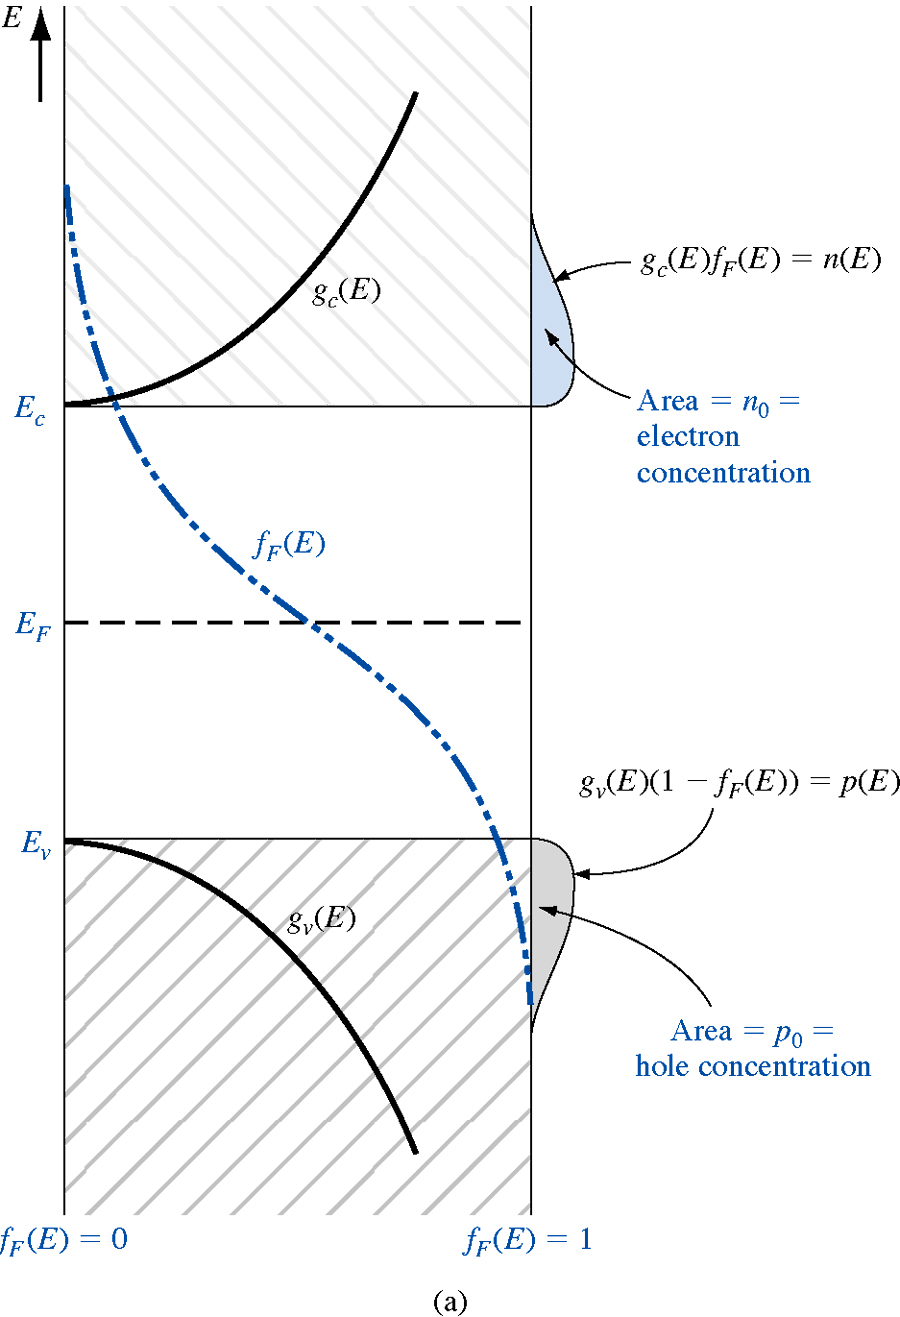 E
g_c(E)f_F(E) = n(E)
g_c(E)
E_c
Area = n_0 =
electron
concentration
f_F(E)
E_F
g_v(E)(1 − f_F(E)) = p(E)
E_v
g_v(E)
Area = p_0 =
hole concentration
f_F(E) = 0
f_F(E) = 1
(a)